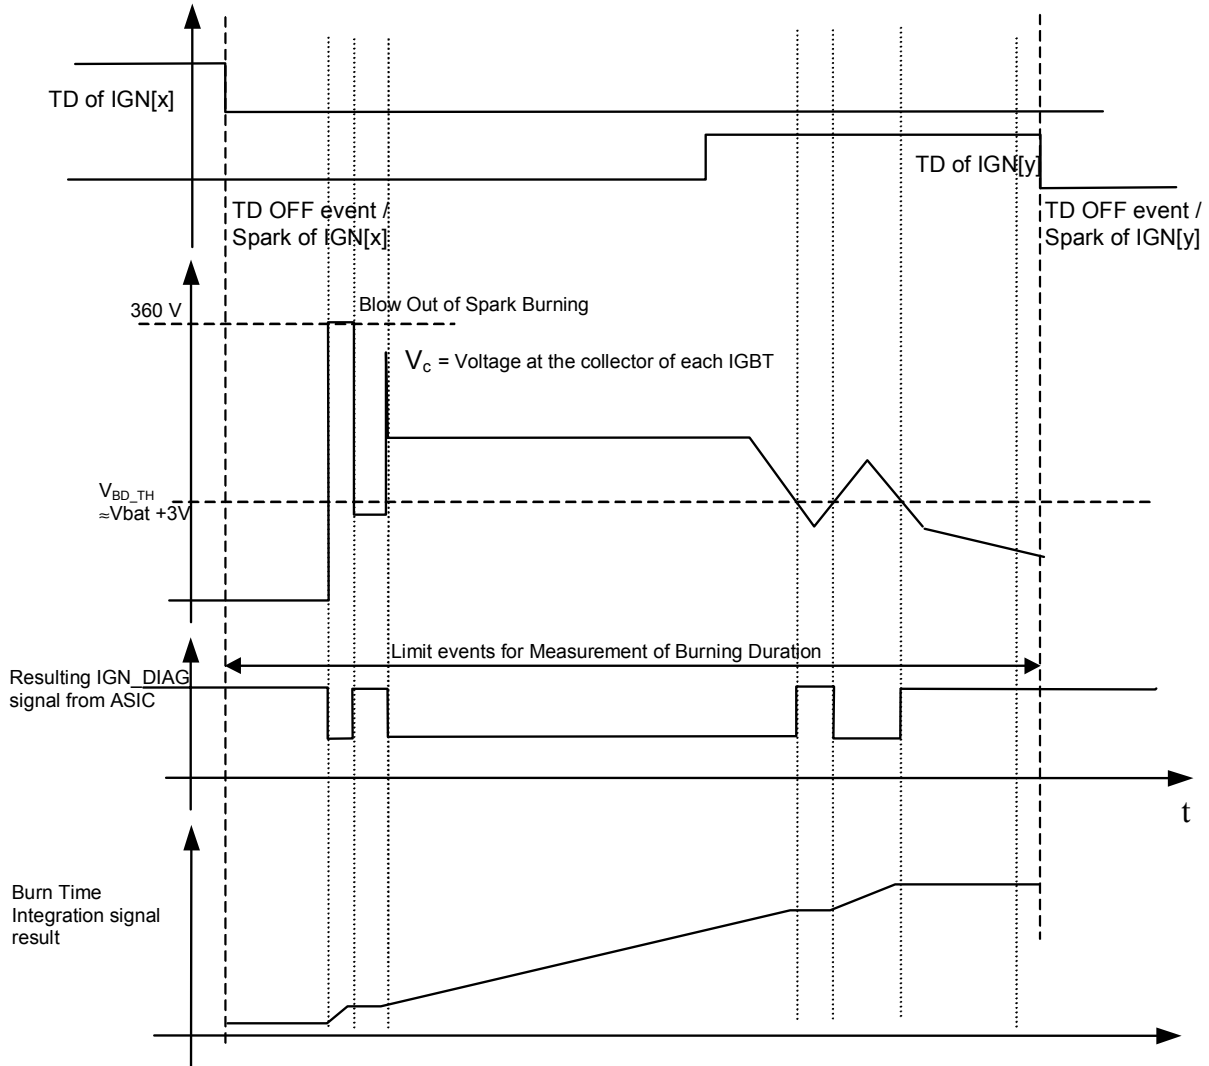 TD of IGN[x]
TD of IGN[y]
TD OFF event /
Spark of IGN[x]
TD OFF event /
Spark of IGN[y]
360 V
Blow Out of Spark Burning
Vc = Voltage at the collector of each IGBT
VBD_TH
≈Vbat +3V
Limit events for Measurement of Burning Duration
Resulting IGN_DIAG
signal from ASIC
t
Burn Time
Integration signal
result